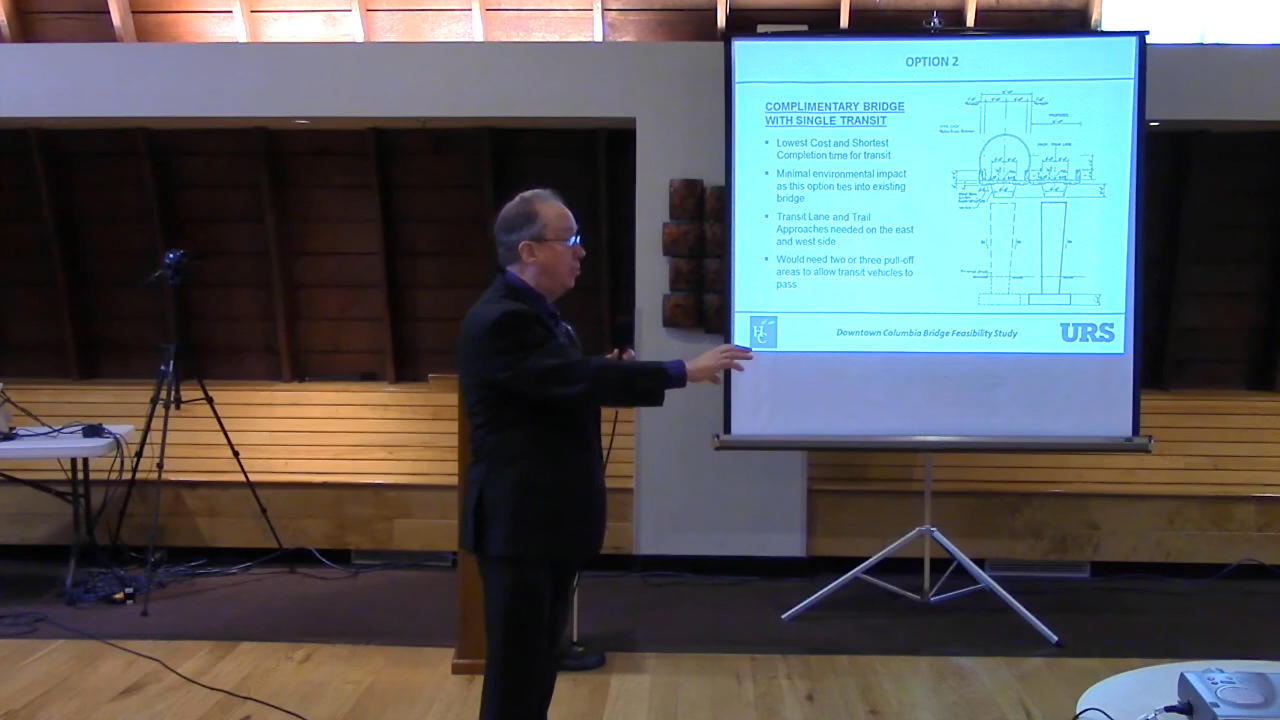 OPTION 2
COMPLIMENTARY BRIDGE
WITH SINGLE TRANSIT
Lowest Cost and Shortest
Completion time for transit
Minimal environmental impact
as this option ties into existing
bridge
Transit Lane and Trail
Approaches needed on the east
and west side
Would need two or three pull-off
areas to allow transit vehicles to
pass
PROPOSED
HC
Downtown Columbia Bridge Feasibility Study
URS